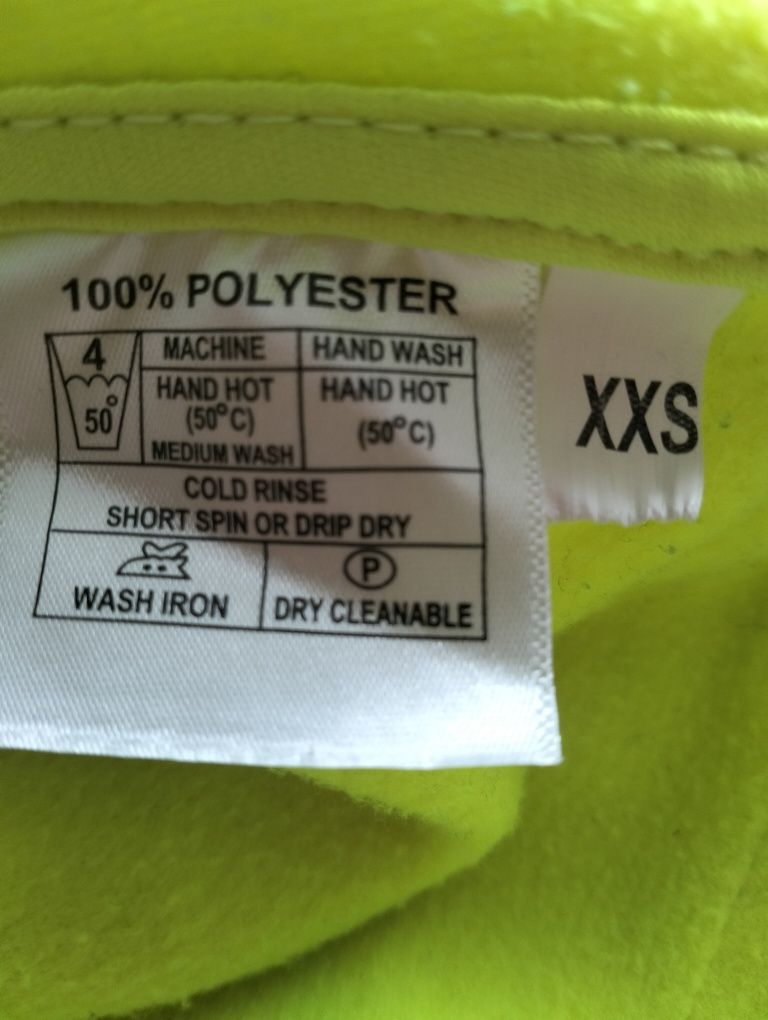 100% POLYESTER
XXS
4
50°
MACHINE
HAND HOT
(50°C)
MEDIUM WASH
HAND WASH
HAND HOT
(50°C)
COLD RINSE
SHORT SPIN OR DRIP DRY
WASH IRON
P
DRY CLEANABLE